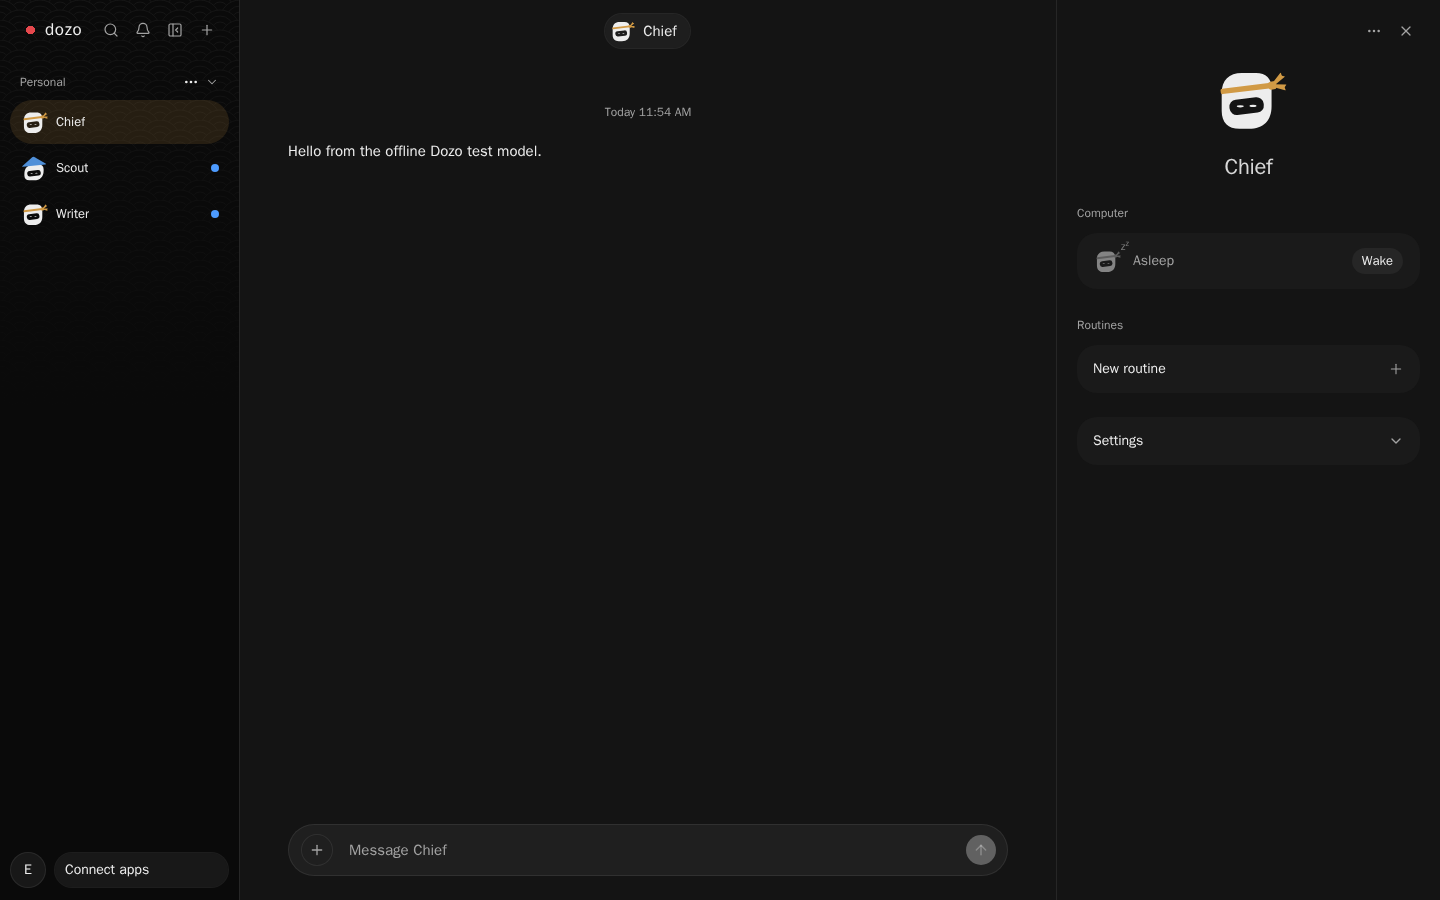 dozo
Personal
Chief
Scout
Writer
E
Connect apps
Chief
Today 11:54 AM
Hello from the offline Dozo test model.
Message Chief
Chief
Computer
zz
Asleep
Wake
Routines
New routine
Settings